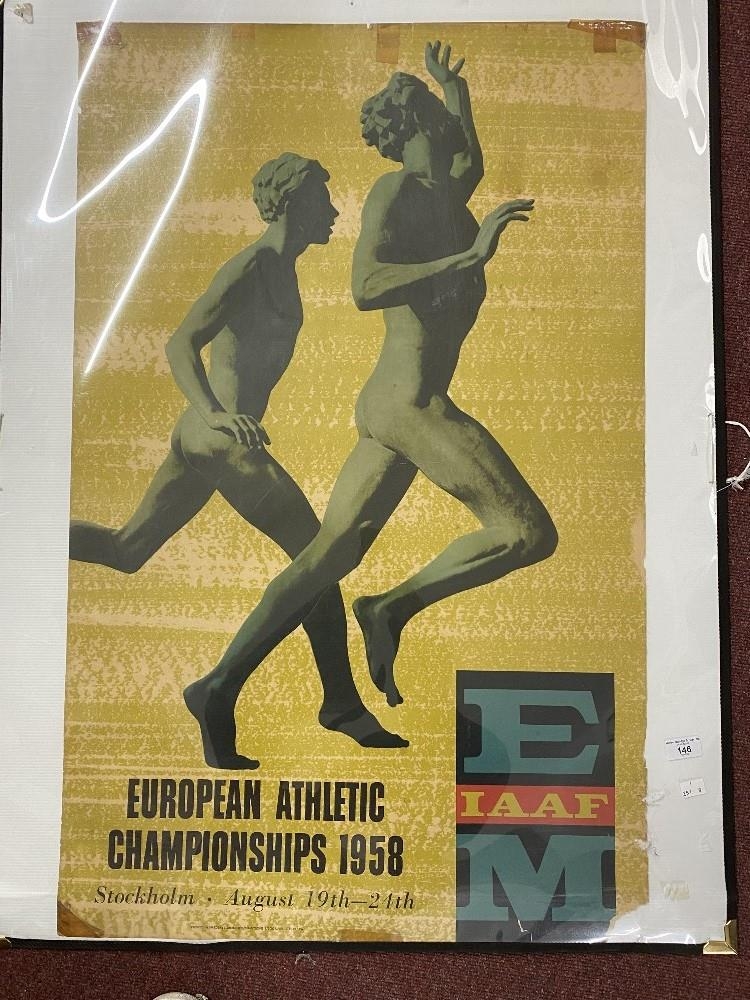 EUROPEAN ATHLETIC
CHAMPIONSHIPS 1958
Stockholm · August 19th—24th
E
IAAF
M
146